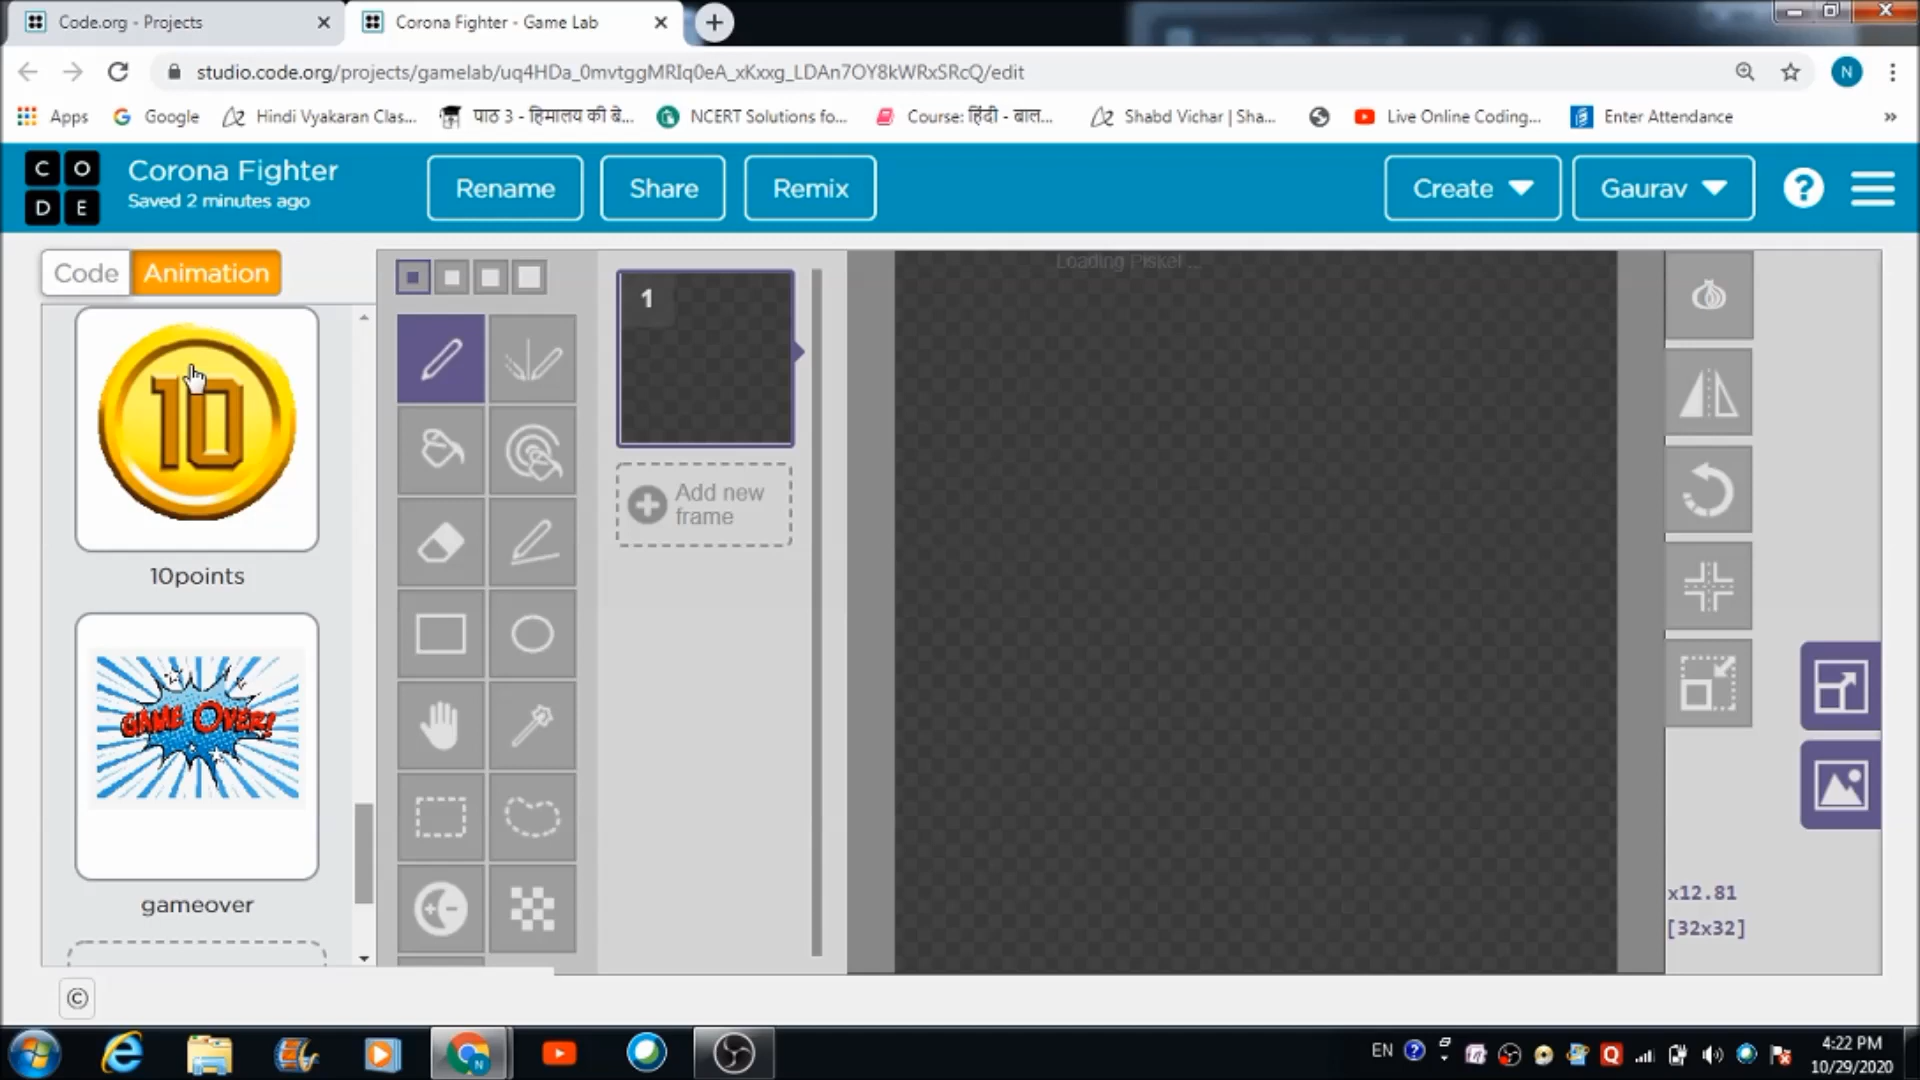 Code.org - Projects
Corona Fighter - Game Lab
studio.code.org/projects/gamelab/uq4HDa_0mvtggMRIq0eA_xKxxg_LDAn7OY8kWRxSRcQ/edit
N
Apps
Google
Hindi Vyakaran Clas...
पाठ 3 - हिमालय की बे...
NCERT Solutions fo...
Course: हिंदी - बाल...
Shabd Vichar | Sha...
Live Online Coding...
Enter Attendance
»
C O
D E
Corona Fighter
Saved 2 minutes ago
Rename
Share
Remix
Create
Gaurav
?
Code
Animation
Loading Piskel ...
1
10
Add new
frame
10points
GAME OVER!
gameover
x12.81
[32x32]
©
EN
4:22 PM
10/29/2020